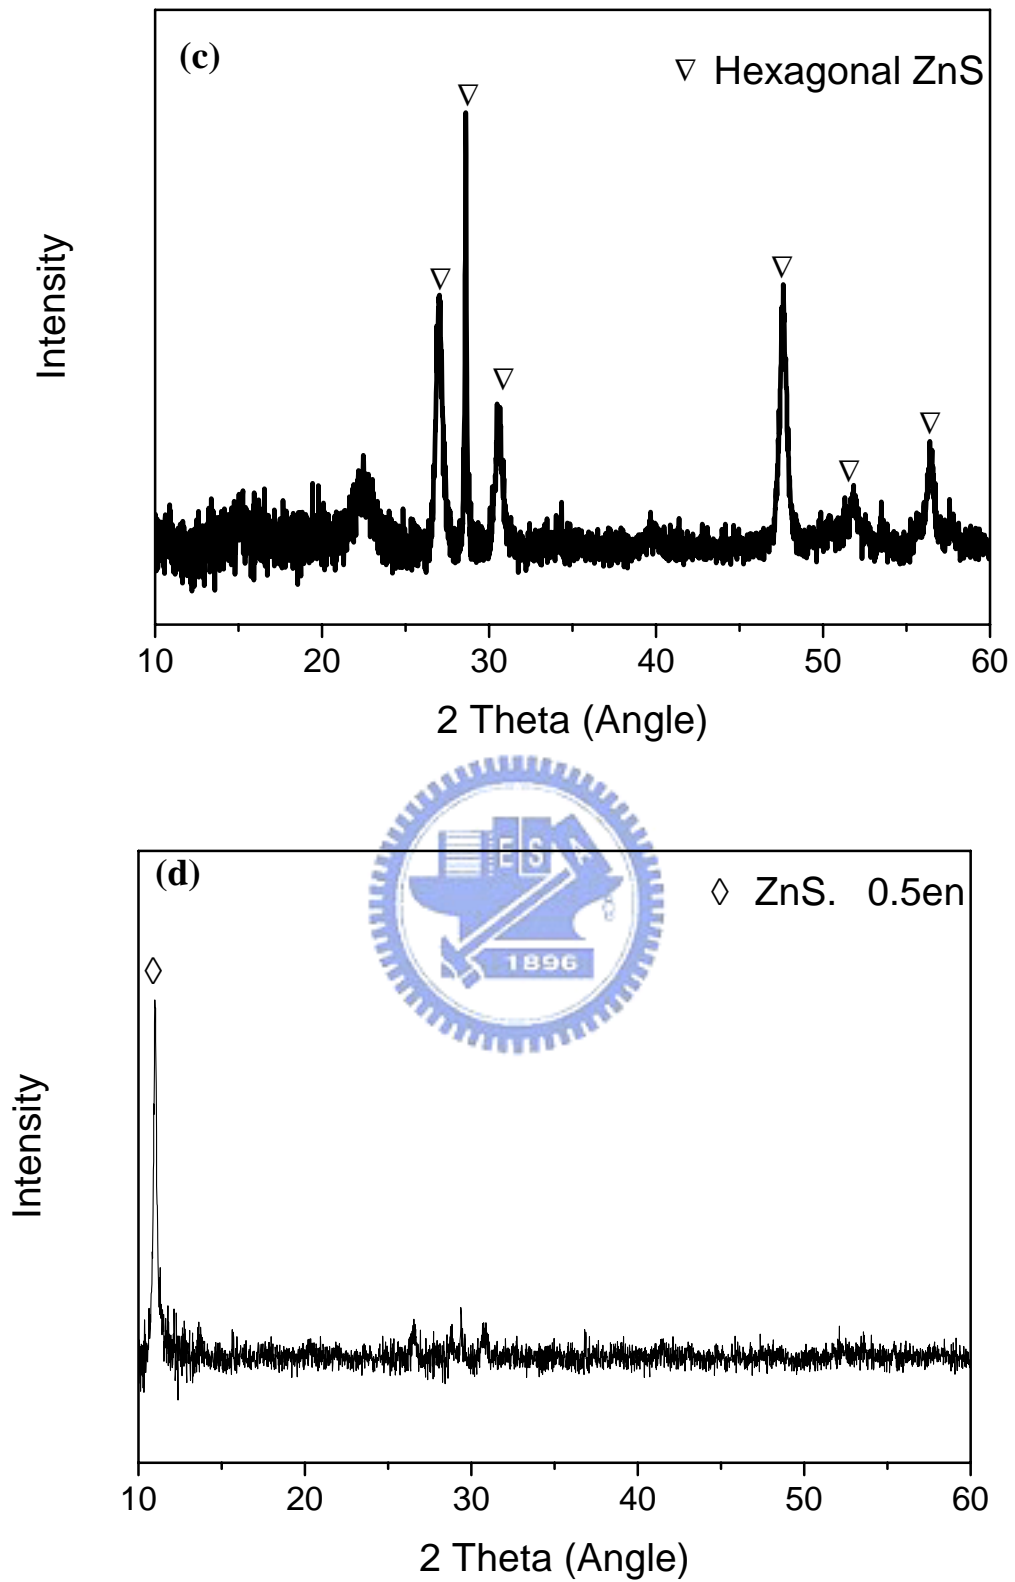 (c)
▽ Hexagonal ZnS
Intensity
10 20 30 40 50 60
2 Theta (Angle)
ES
1896
(d)
◊ ZnS. 0.5en
Intensity
10 20 30 40 50 60
2 Theta (Angle)